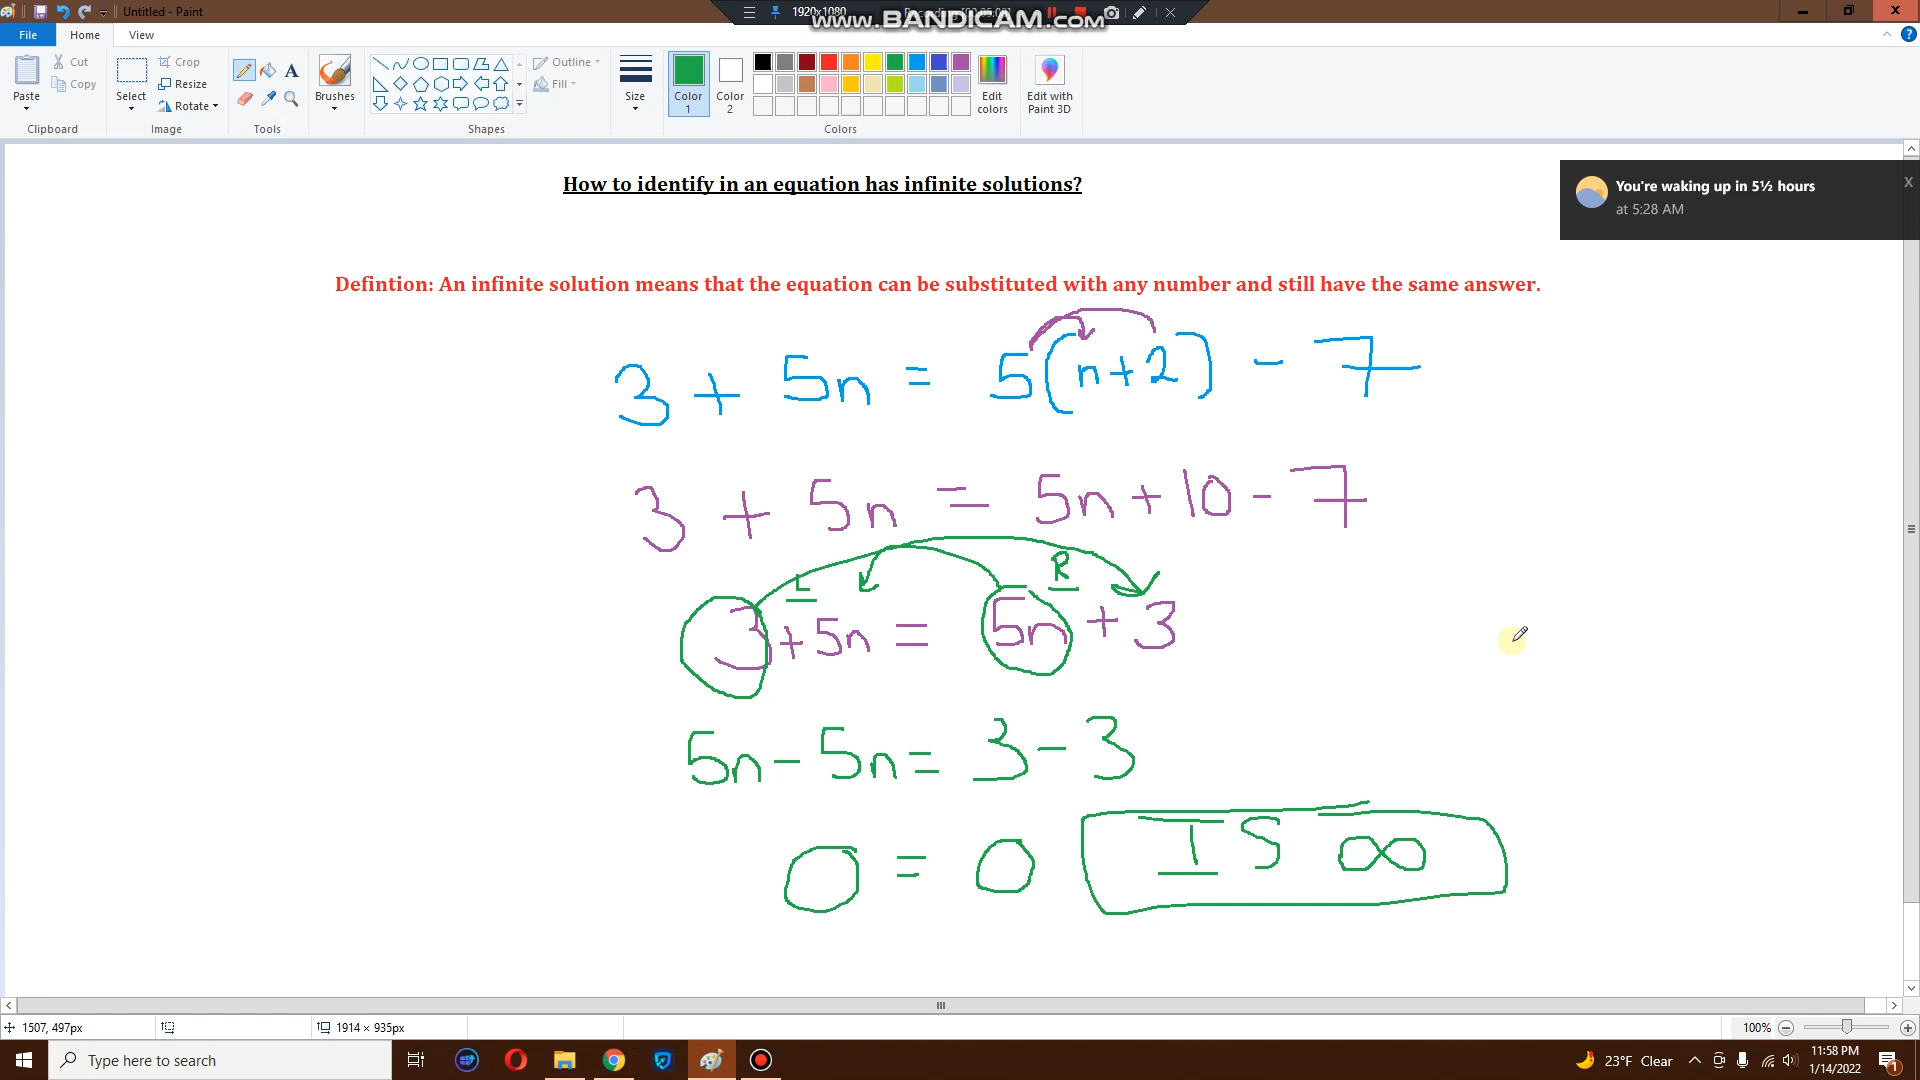 Untitled - Paint
1920x1080
www.BANDICAM.com
File
Home
View
Paste
Cut
Copy
Clipboard
Select
Crop
Resize
Rotate
Image
Tools
Brushes
Shapes
Outline
Fill
Size
Color 1
Color 2
Edit colors
Edit with Paint 3D
Colors
How to identify in an equation has infinite solutions?
You're waking up in 5½ hours
at 5:28 AM
Defintion: An infinite solution means that the equation can be substituted with any number and still have the same answer.
3 + 5n = 5(n+2) - 7
3 + 5n = 5n + 10 - 7
L R
3 + 5n = 5n + 3
5n - 5n = 3 - 3
0 = 0 IS ∞
1507, 497px
1914 × 935px
100%
Type here to search
23°F Clear
11:58 PM
1/14/2022